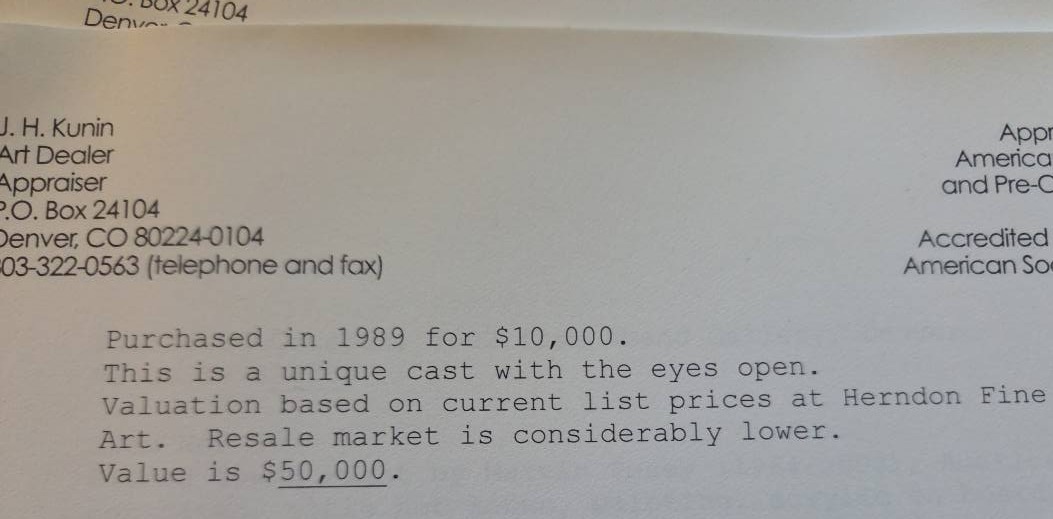 BOX 24104
J. H. Kunin
Art Dealer
Appraiser
P.O. Box 24104
Denver, CO 80224-0104
303-322-0563 (telephone and fax)
America
and Pre-C
Accredited
American So
Purchased in 1989 for $10,000.
This is a unique cast with the eyes open.
Valuation based on current list prices at Herndon Fine
Art. Resale market is considerably lower.
Value is $50,000.